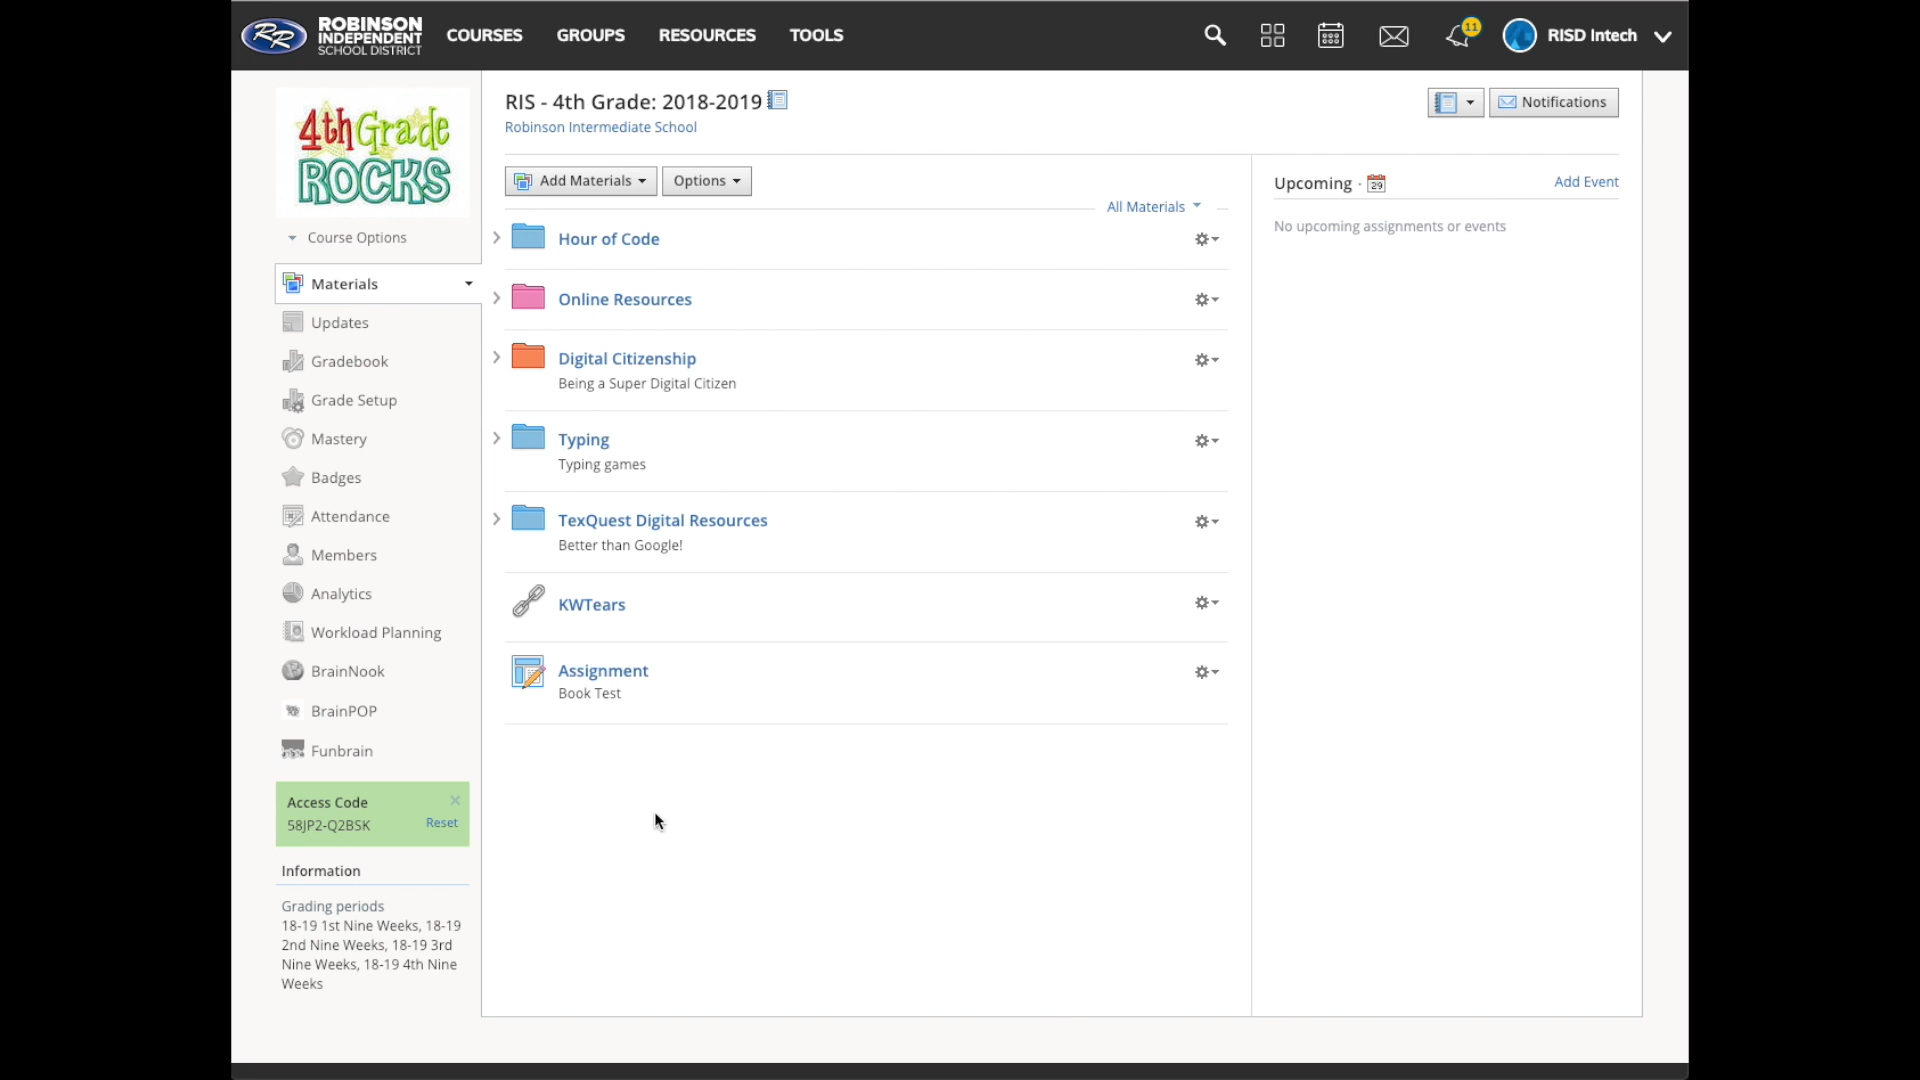 ROBINSON
INDEPENDENT
SCHOOL DISTRICT
RR
COURSES GROUPS RESOURCES TOOLS
11
RISD Intech
4th Grade
ROCKS
Course Options
Materials
Updates
Gradebook
Grade Setup
Mastery
Badges
Attendance
Members
Analytics
Workload Planning
BrainNook
BrainPOP
Funbrain
Access Code
58JP2-Q2BSK Reset
Information
Grading periods
18-19 1st Nine Weeks, 18-19
2nd Nine Weeks, 18-19 3rd
Nine Weeks, 18-19 4th Nine
Weeks
RIS - 4th Grade: 2018-2019
Robinson Intermediate School
Notifications
Add Materials Options
All Materials
Hour of Code
Online Resources
Digital Citizenship
Being a Super Digital Citizen
Typing
Typing games
TexQuest Digital Resources
Better than Google!
KWTears
Assignment
Book Test
Upcoming · 29 Add Event
No upcoming assignments or events